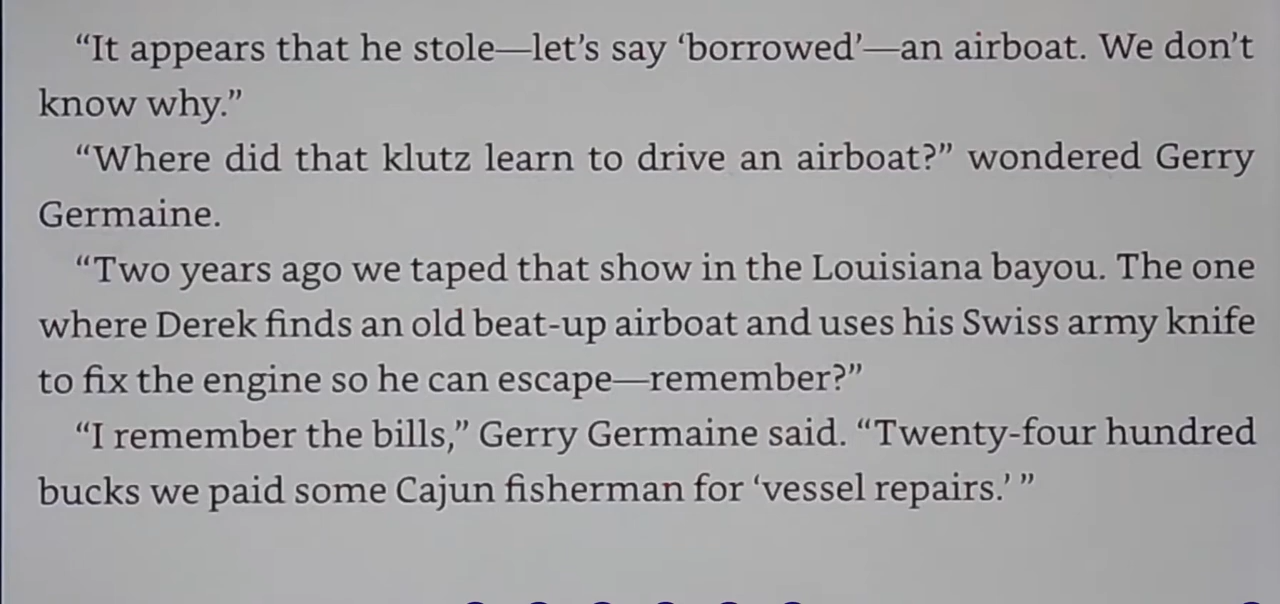 “It appears that he stole—let’s say ‘borrowed’—an airboat. We don’t
know why.”
“Where did that klutz learn to drive an airboat?” wondered Gerry
Germaine.
“Two years ago we taped that show in the Louisiana bayou. The one
where Derek finds an old beat-up airboat and uses his Swiss army knife
to fix the engine so he can escape—remember?”
“I remember the bills,” Gerry Germaine said. “Twenty-four hundred
bucks we paid some Cajun fisherman for ‘vessel repairs.’ ”